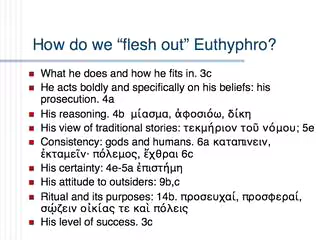 How do we “flesh out” Euthyphro?
What he does and how he fits in. 3c
He acts boldly and specifically on his beliefs: his
prosecution. 4a
His reasoning. 4b μίασμα, ἀφοσιόω, δίκη
His view of traditional stories: τεκμήριον τοῦ νόμου; 5e
Consistency: gods and humans. 6a καταπινειν,
ἐκταμεῖν· πόλεμος, ἔχθραι 6c
His certainty: 4e-5a ἐπιστήμη
His attitude to outsiders: 9b,c
Ritual and its purposes: 14b. προσευχαί, προσφεραί,
σῴζειν οἰκίας τε καὶ πόλεις
His level of success. 3c